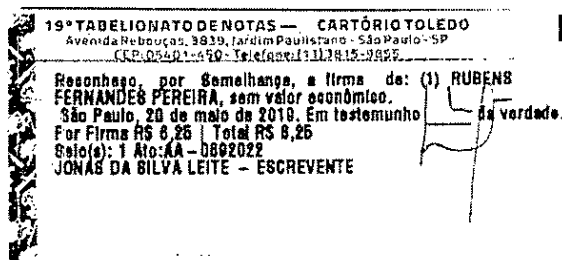 19º TABELIONATO DE NOTAS — CARTÓRIO TOLEDO
Avenida Rebouças, 3839, Jardim Paulistano - São Paulo - SP
CEP: 05401-450 - Telefone: (11) 3815-9855
Reconheço, por Semelhança, a firma de: (1) RUBENS
FERNANDES PEREIRA, sem valor econômico.
São Paulo, 20 de maio de 2019. Em testemunho da verdade.
Por Firma R$ 6,25 | Total R$ 6,25
Selo(s): 1 Ato:AA - 0692022
JONAS DA SILVA LEITE - ESCREVENTE